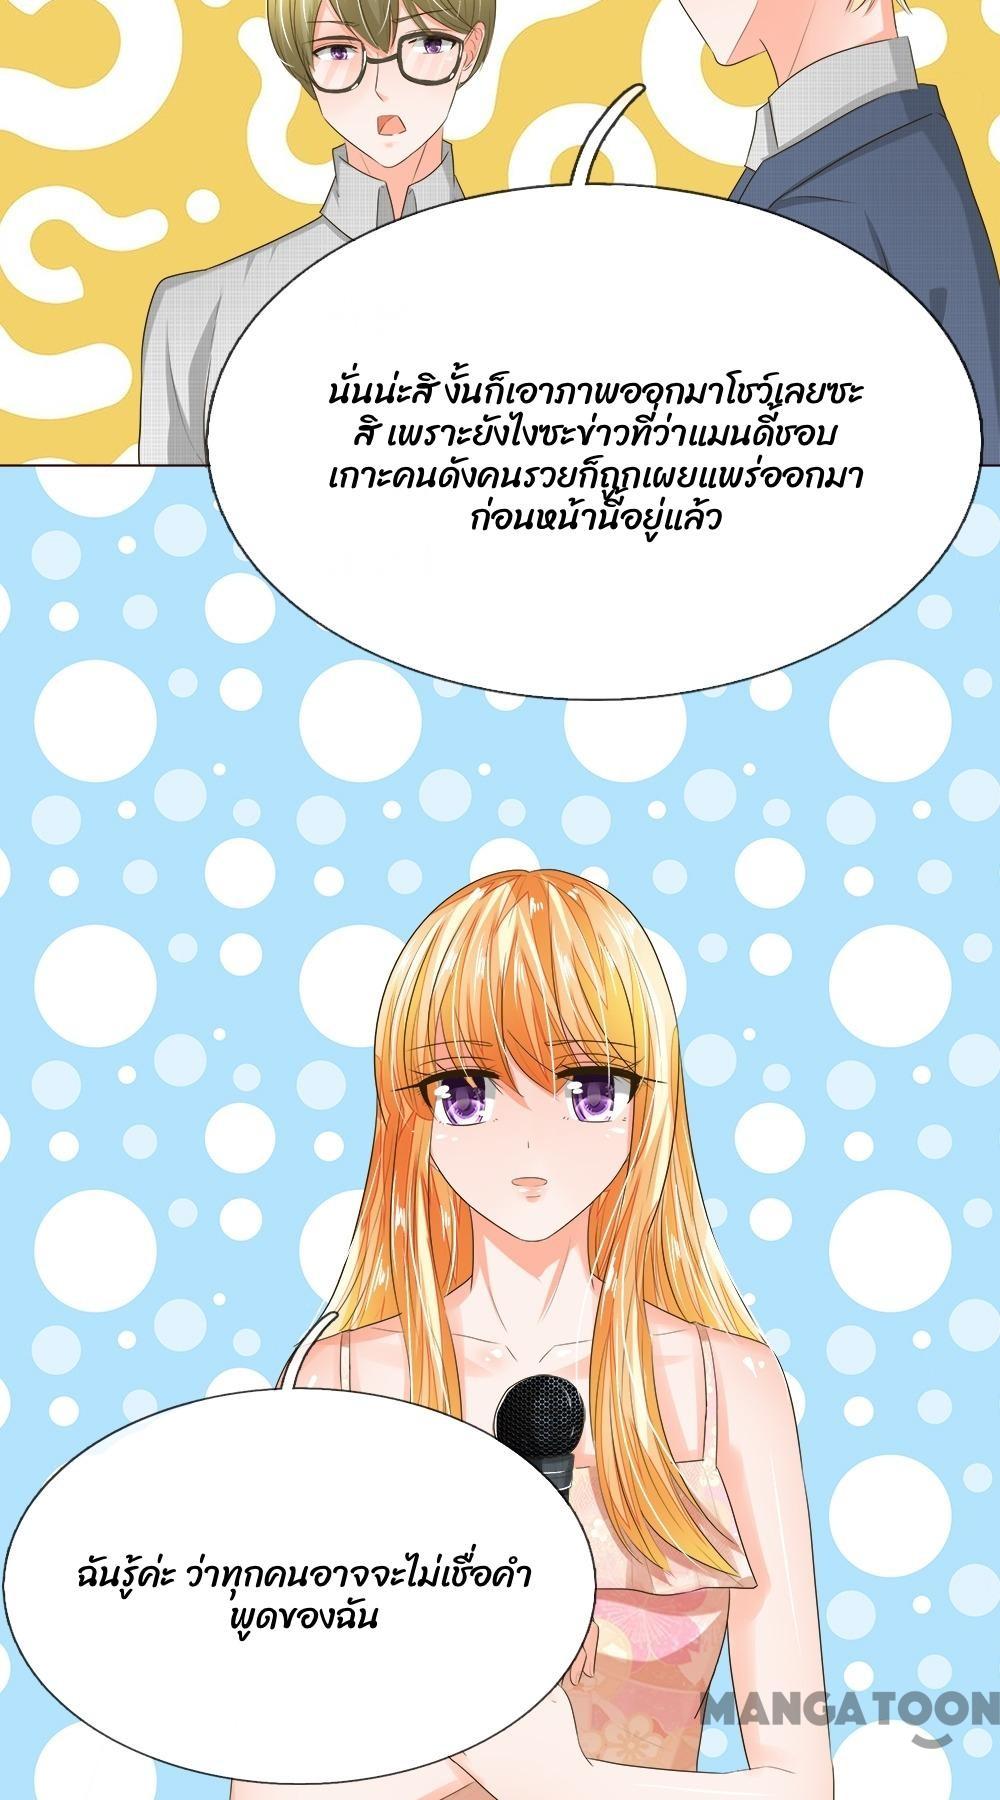 นั่นน่ะสิ งั้นก็เอาภาพออกมาโชว์เลยซะ
สิ เพราะยังไงซะข่าวที่ว่าแมนดี้ชอบ
เกาะคนดังคนรวยก็ถูกเผยแพร่ออกมา
ก่อนหน้านี้อยู่แล้ว
ฉันรู้ค่ะ ว่าทุกคนอาจจะไม่เชื่อคำ
พูดของฉัน
MANGATOON